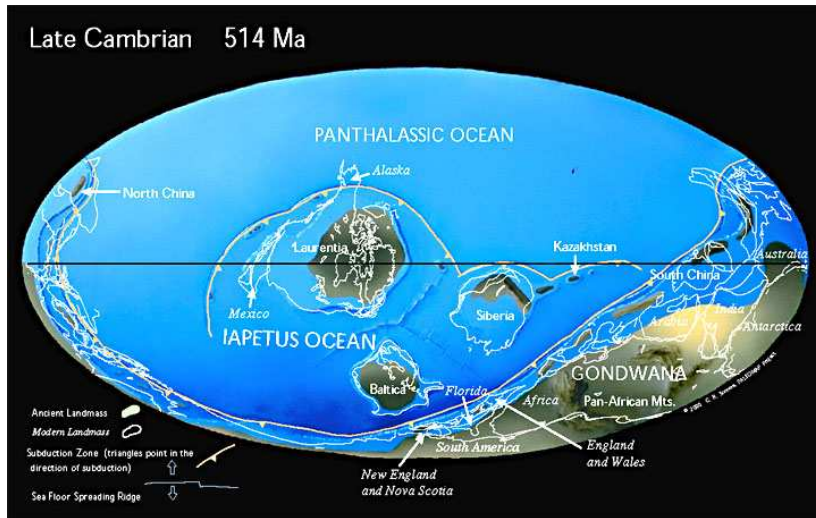 Late Cambrian 514 Ma
PANTHALASSIC OCEAN
Alaska
North China
Laurentia
Kazakhstan
Australia
South China
Mexico
Siberia
India
Arabia
Antarctica
IAPETUS OCEAN
GONDWANA
Baltica
Florida
Africa
Pan-African Mts.
Ancient Landmass
Modern Landmass
South America
England
and Wales
Subduction Zone (triangles point in the
direction of subduction)
New England
and Nova Scotia
Sea Floor Spreading Ridge